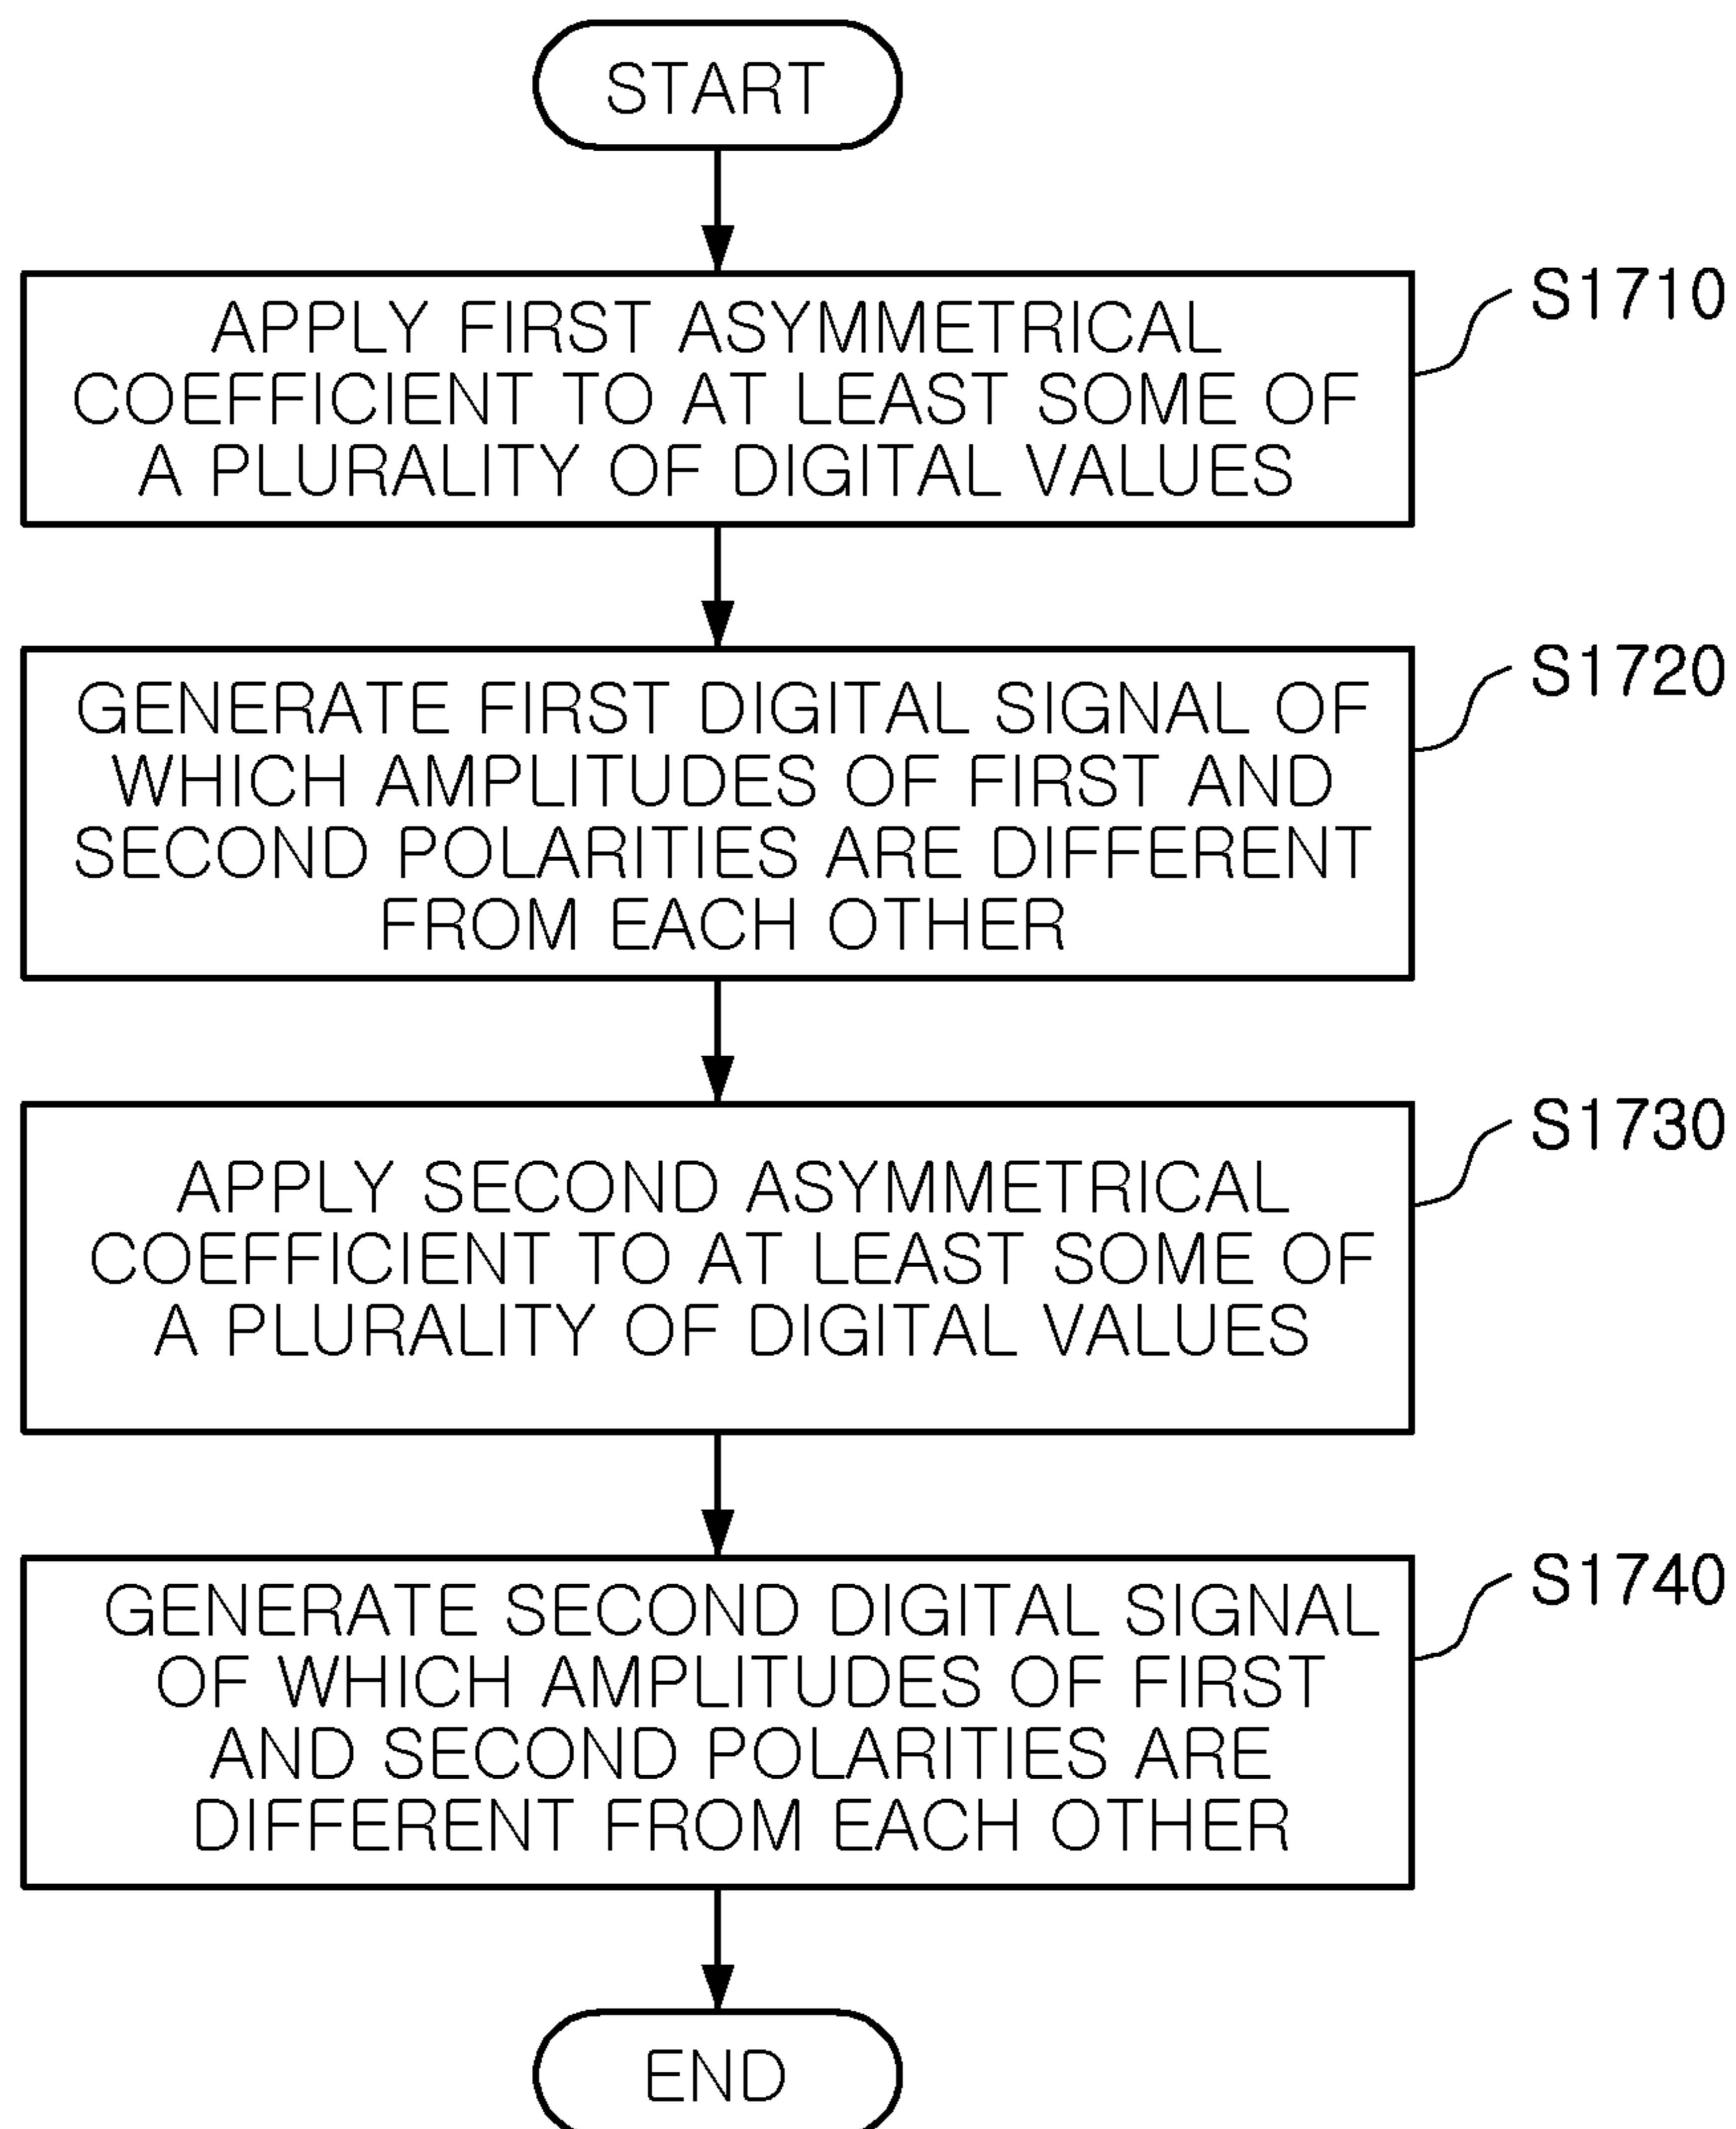 START
APPLY FIRST ASYMMETRICAL
COEFFICIENT TO AT LEAST SOME OF
A PLURALITY OF DIGITAL VALUES
S1710
GENERATE FIRST DIGITAL SIGNAL OF
WHICH AMPLITUDES OF FIRST AND
SECOND POLARITIES ARE DIFFERENT
FROM EACH OTHER
S1720
APPLY SECOND ASYMMETRICAL
COEFFICIENT TO AT LEAST SOME OF
A PLURALITY OF DIGITAL VALUES
S1730
GENERATE SECOND DIGITAL SIGNAL
OF WHICH AMPLITUDES OF FIRST
AND SECOND POLARITIES ARE
DIFFERENT FROM EACH OTHER
S1740
END